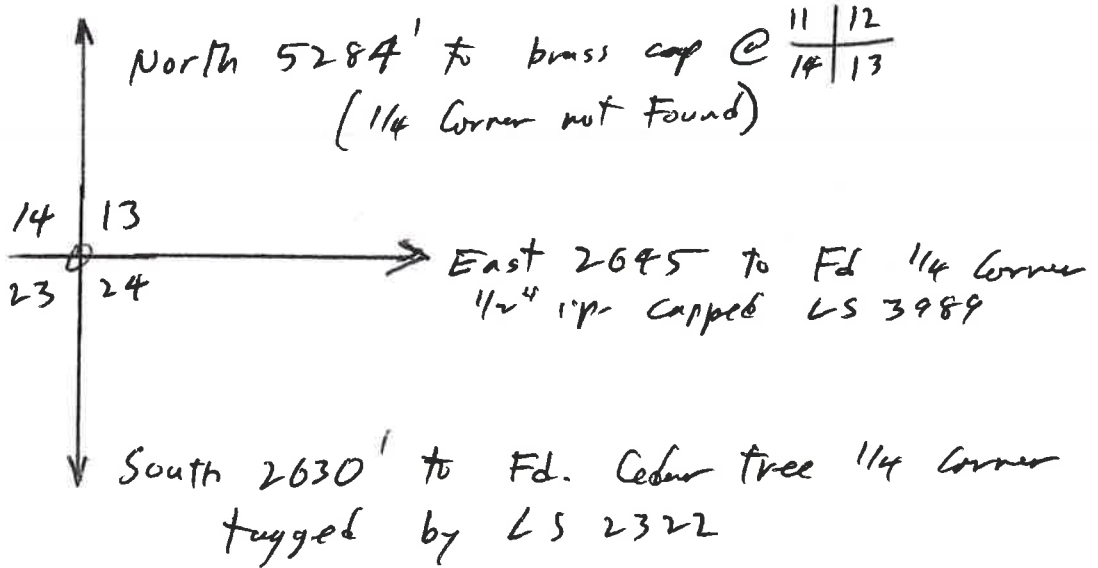 North 5284' to brass cap @ 11 | 12
14 | 13
(1/4 Corner not Found)
14 13
23 24
East 2645 to Fd 1/4 Corner
1/2" ip. capped LS 3989
South 2630' to Fd. Cedar tree 1/4 Corner
tagged by LS 2322